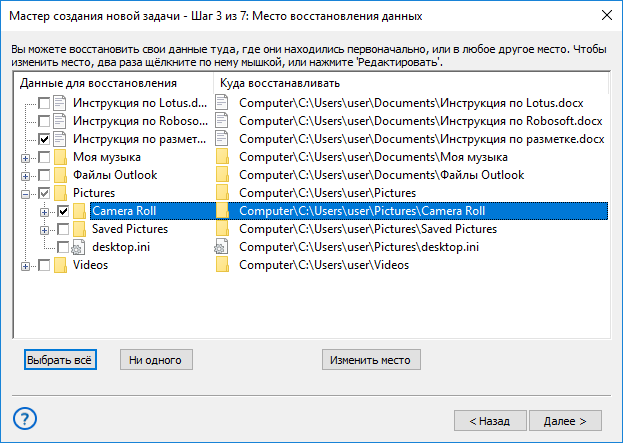 Мастер создания новой задачи - Шаг 3 из 7: Место восстановления данных
Вы можете восстановить свои данные туда, где они находились первоначально, или в любое другое место. Чтобы
изменить место, два раза щёлкните по нему мышкой, или нажмите 'Редактировать'.
Данные для восстановления Куда восстанавливать
Инструкция по Lotus.d... Computer\C:\Users\user\Documents\Инструкция по Lotus.docx
Инструкция по Roboso... Computer\C:\Users\user\Documents\Инструкция по Robosoft.docx
Инструкция по размет... Computer\C:\Users\user\Documents\Инструкция по разметке.docx
Моя музыка Computer\C:\Users\user\Documents\Моя музыка
Файлы Outlook Computer\C:\Users\user\Documents\Файлы Outlook
Pictures Computer\C:\Users\user\Pictures
Camera Roll Computer\C:\Users\user\Pictures\Camera Roll
Saved Pictures Computer\C:\Users\user\Pictures\Saved Pictures
desktop.ini Computer\C:\Users\user\Pictures\desktop.ini
Videos Computer\C:\Users\user\Videos
Выбрать всё Ни одного Изменить место
? < Назад Далее >